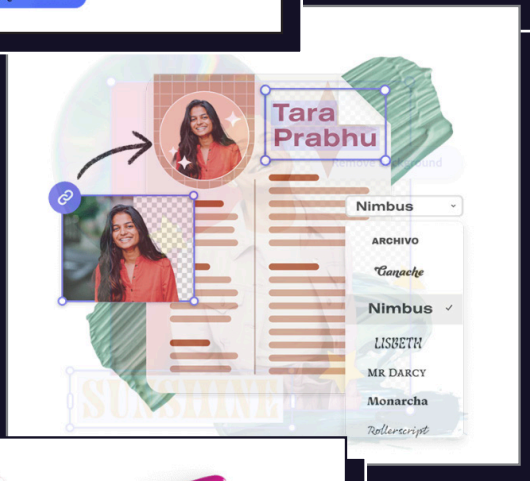 Tara
Prabhu
Remove Background
Nimbus
ARCHIVO
Ganache
Nimbus
LISBETH
MR DARCY
Monarcha
Rollerscript
SUNSHINE